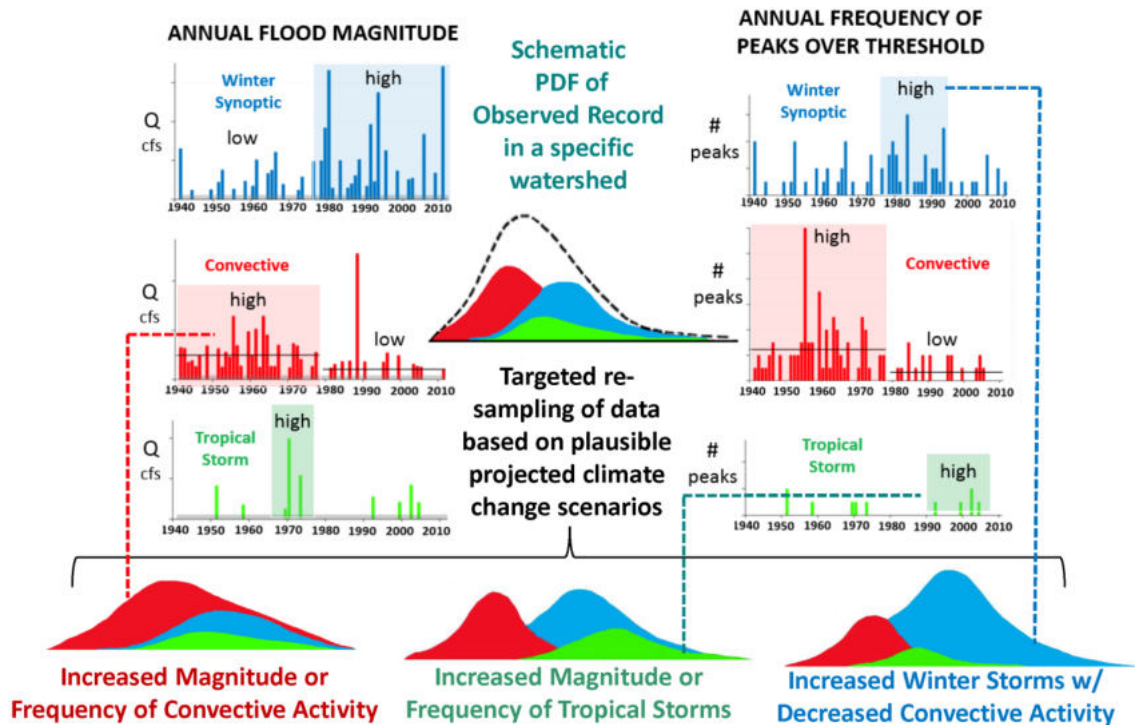 ANNUAL FLOOD MAGNITUDE
Winter
Synoptic
high
low
Q
cfs
1940 1950 1960 1970 1980 1990 2000 2010
Convective
high
low
Q
cfs
1940 1950 1960 1970 1980 1990 2000 2010
Tropical
Storm
high
Q
cfs
1940 1950 1960 1970 1980 1990 2000 2010
Schematic
PDF of
Observed Record
in a specific
watershed
Targeted re-
sampling of data
based on plausible
projected climate
change scenarios
ANNUAL FREQUENCY OF
PEAKS OVER THRESHOLD
Winter
Synoptic
high
#
peaks
1940 1950 1960 1970 1980 1990 2000 2010
high
Convective
low
#
peaks
1940 1950 1960 1970 1980 1990 2000 2010
Tropical
Storm
high
#
peaks
1940 1950 1960 1970 1980 1990 2000 2010
Increased Magnitude or
Frequency of Convective Activity
Increased Magnitude or
Frequency of Tropical Storms
Increased Winter Storms w/
Decreased Convective Activity